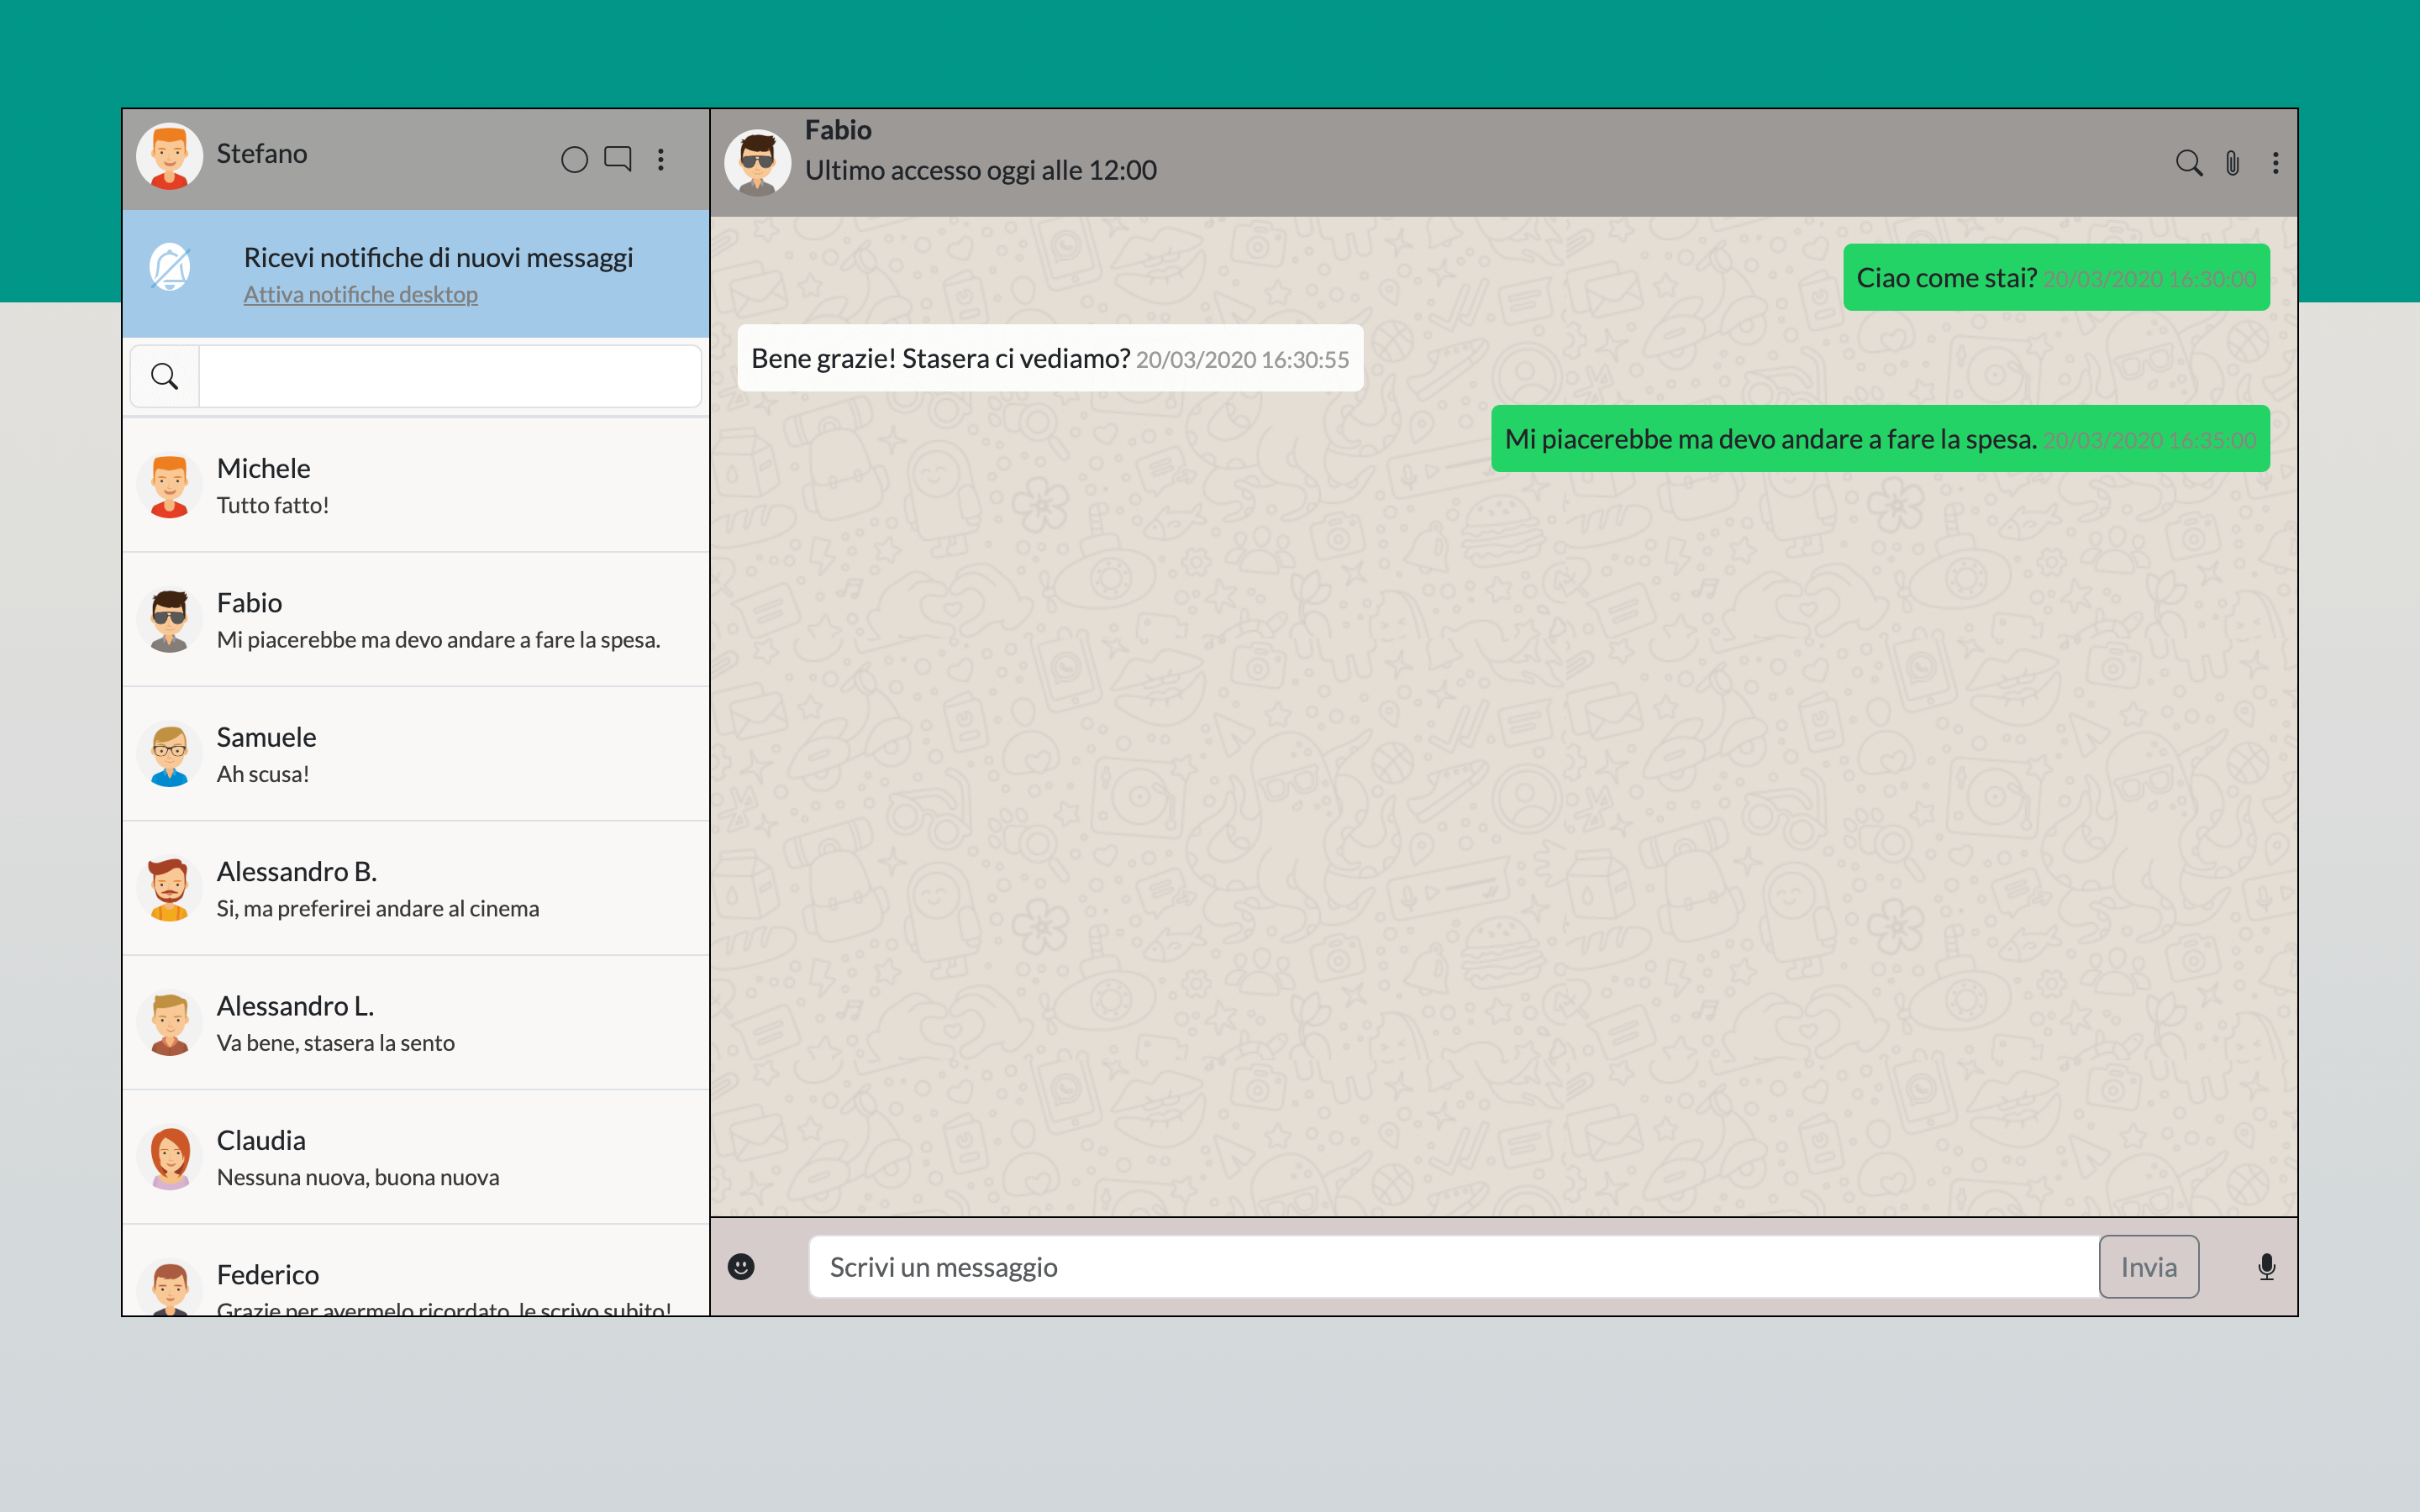 Stefano
Ricevi notifiche di nuovi messaggi
Attiva notifiche desktop
Michele
Tutto fatto!
Fabio
Mi piacerebbe ma devo andare a fare la spesa.
Samuele
Ah scusa!
Alessandro B.
Si, ma preferirei andare al cinema
Alessandro L.
Va bene, stasera la sento
Claudia
Nessuna nuova, buona nuova
Federico
Grazie per avermelo ricordato, le scrivo subito!
Fabio
Ultimo accesso oggi alle 12:00
Ciao come stai? 20/03/2020 16:30:00
Bene grazie! Stasera ci vediamo? 20/03/2020 16:30:55
Mi piacerebbe ma devo andare a fare la spesa. 20/03/2020 16:35:00
Scrivi un messaggio
Invia